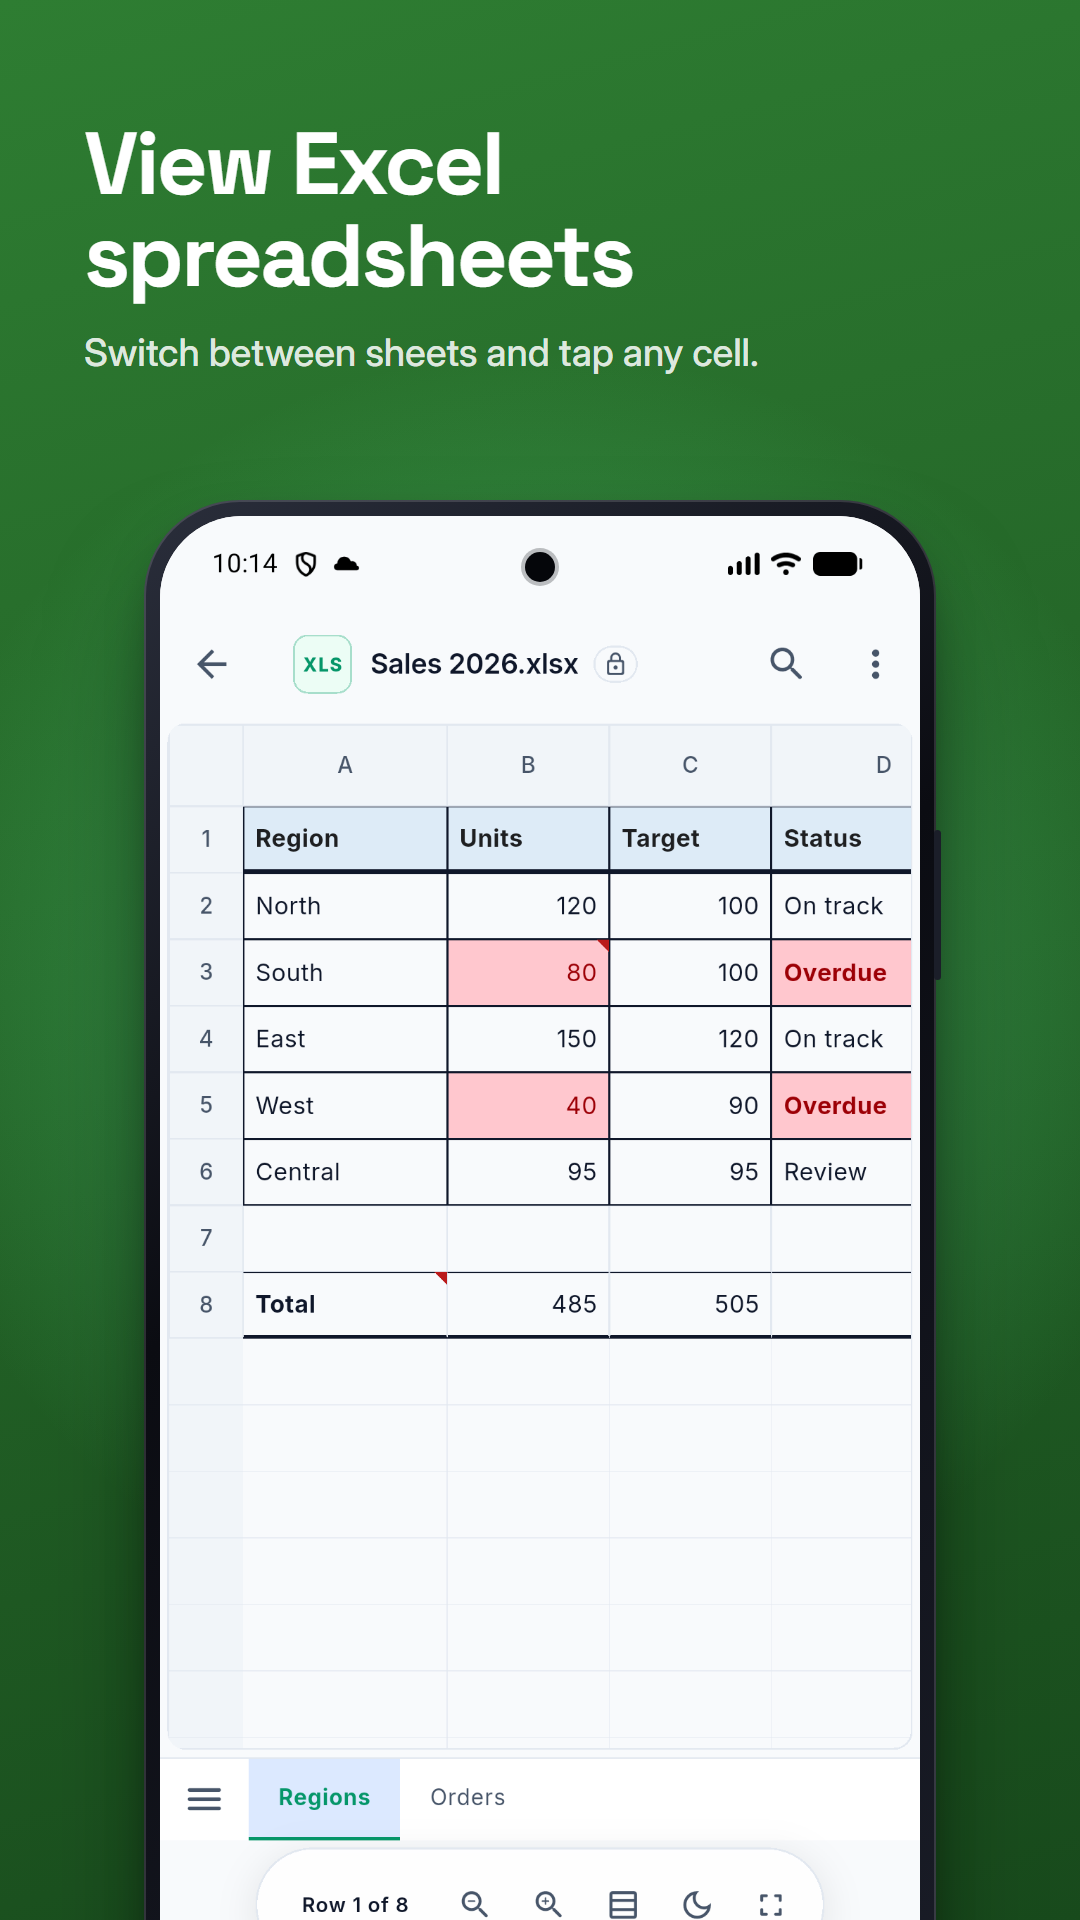 View Excel
spreadsheets
Switch between sheets and tap any cell.
10:14
XLS Sales 2026.xlsx
A B C D
1 Region Units Target Status
2 North 120 100 On track
3 South 80 100 Overdue
4 East 150 120 On track
5 West 40 90 Overdue
6 Central 95 95 Review
7
8 Total 485 505
Regions Orders
Row 1 of 8